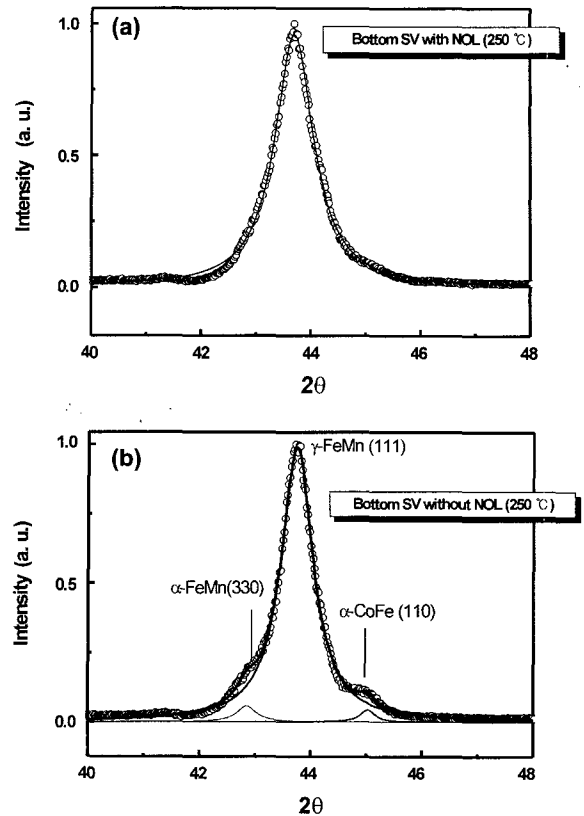 (a)
Bottom SV with NOL (250 ℃)
Intensity (a. u.)
1.0
0.5
0.0
40 42 44 46 48
2θ
(b)
γ-FeMn (111)
Bottom SV without NOL (250 ℃)
α-FeMn(330)
α-CoFe (110)
Intensity (a. u.)
1.0
0.5
0.0
40 42 44 46 48
2θ